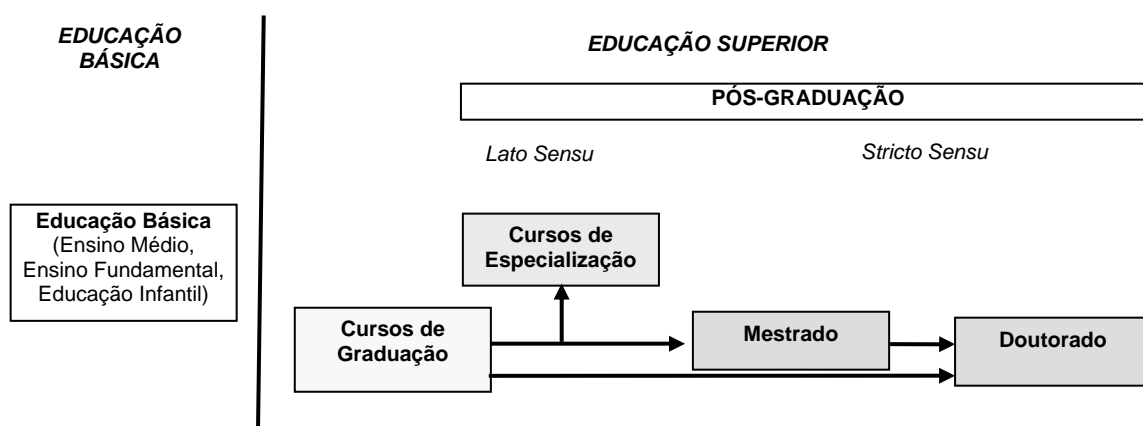 EDUCAÇÃO
BÁSICA
EDUCAÇÃO SUPERIOR
PÓS-GRADUAÇÃO
Lato Sensu
Stricto Sensu
Educação Básica
(Ensino Médio,
Ensino Fundamental,
Educação Infantil)
Cursos de
Especialização
Cursos de
Graduação
Mestrado
Doutorado